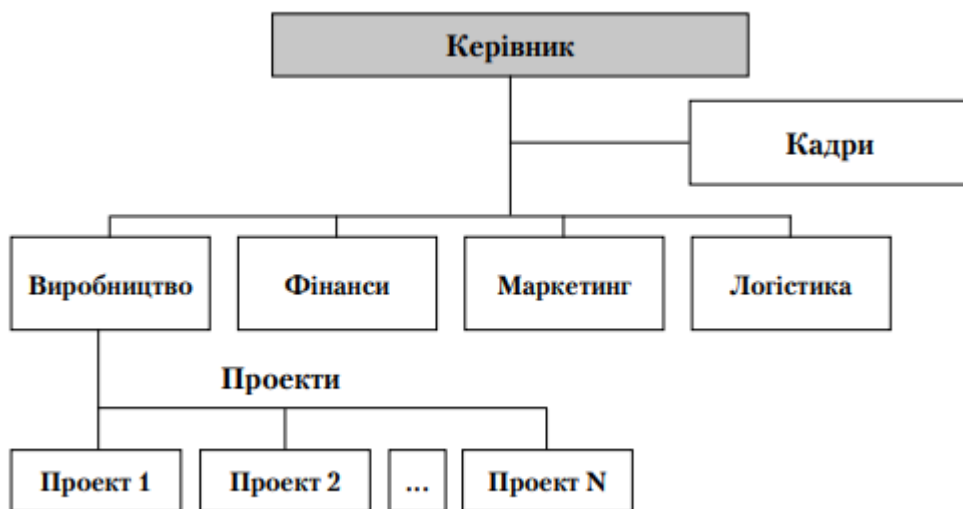 Керівник
Кадри
Виробництво
Фінанси
Маркетинг
Логістика
Проекти
Проект 1
Проект 2
...
Проект N